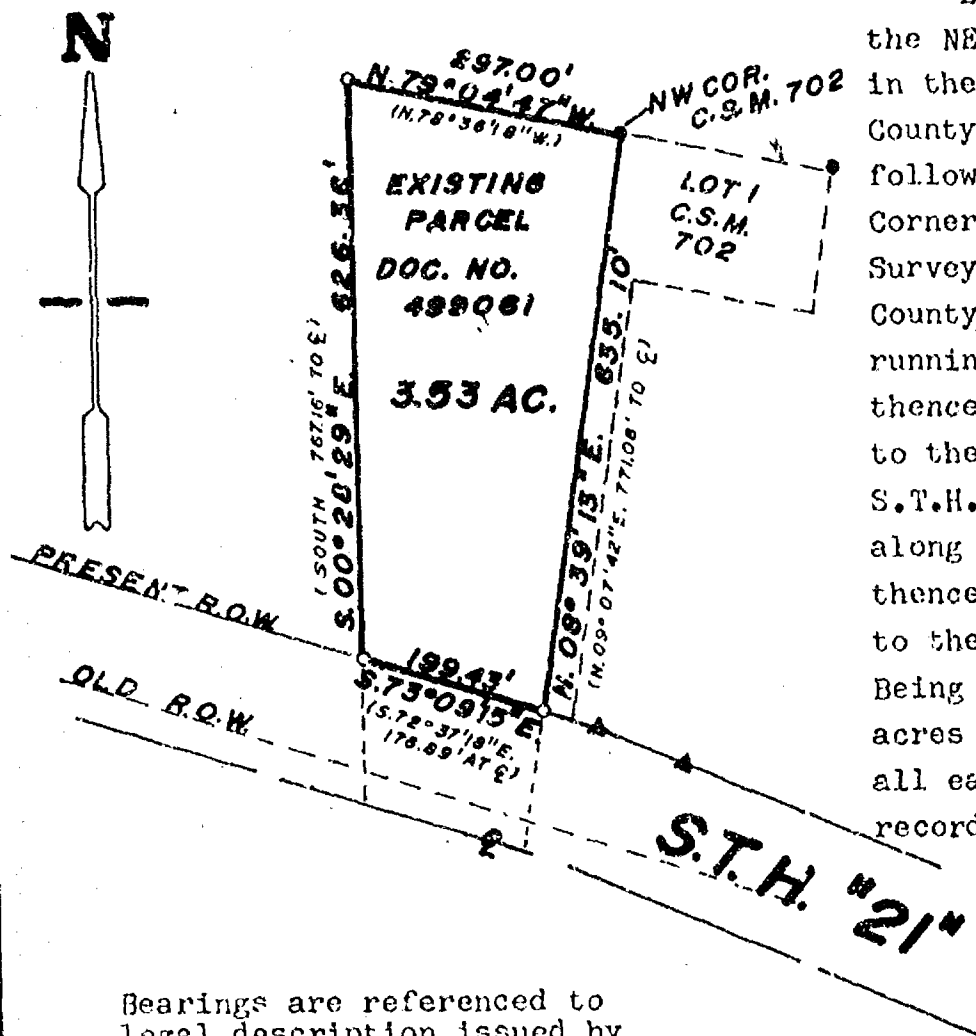 N
297.00'
N. 79°04'47" W.
(N. 78°36'18" W.)
NW COR.
C.S.M. 702
LOT 1
C.S.M.
702
EXISTING
PARCEL
DOC. NO.
499061
3.53 AC.
S. 00°28'29" E. 626.36'
(SOUTH 767.16' TO ℄)
N. 08°39'13" E. 635.10'
(N. 09°07'42" E. 771.08' TO ℄)
PRESENT R.O.W.
OLD R.O.W.
199.43'
S. 73°09'15" E.
(S. 72°37'18" E.
176.89' AT ℄)
℄
S.T.H. "21"
the NE
in the
County
follow
Corner
Survey
County
runnin
thence
to the
S.T.H.
along
thence
to the
Being
acres
all ea
record
Bearings are referenced to
legal description issued by